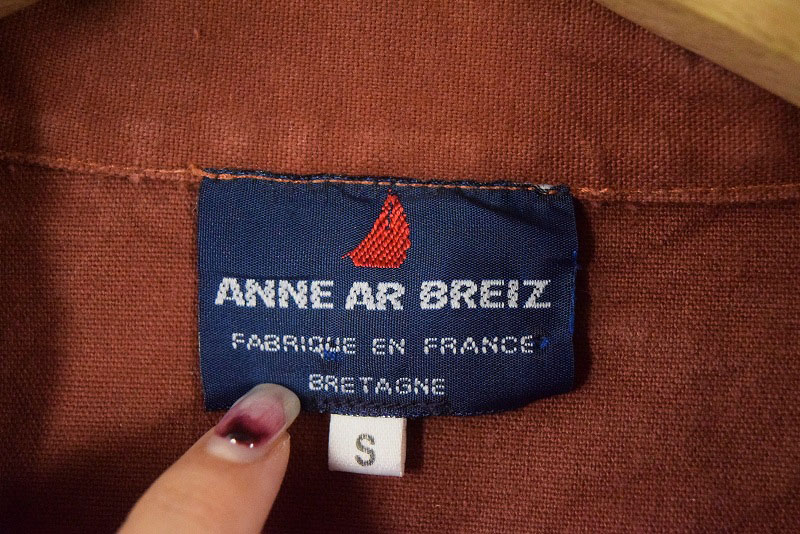 ANNE AR BREIZ
FABRIQUE EN FRANCE
BRETAGNE
S